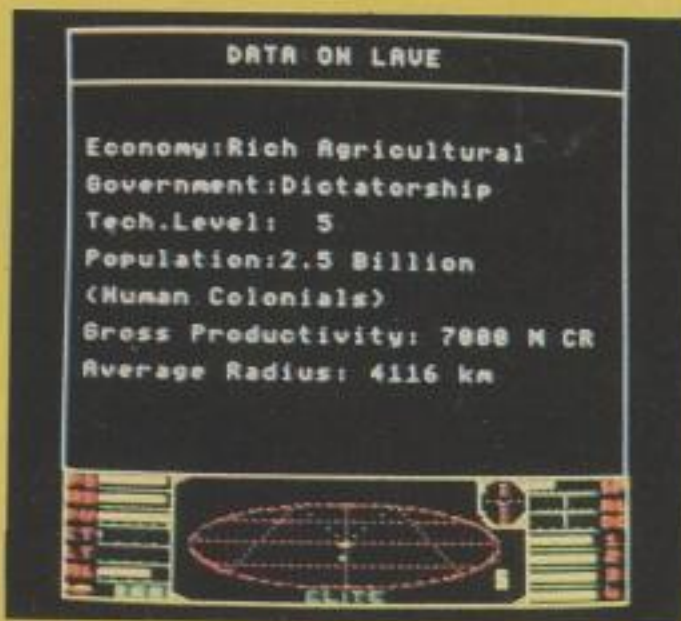 DATA ON LAVE
Economy:Rich Agricultural
Government:Dictatorship
Tech.Level: 5
Population:2.5 Billion
(Human Colonials)
Gross Productivity: 7000 M CR
Average Radius: 4116 km
S
ELITE